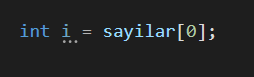 int i = sayilar[0];